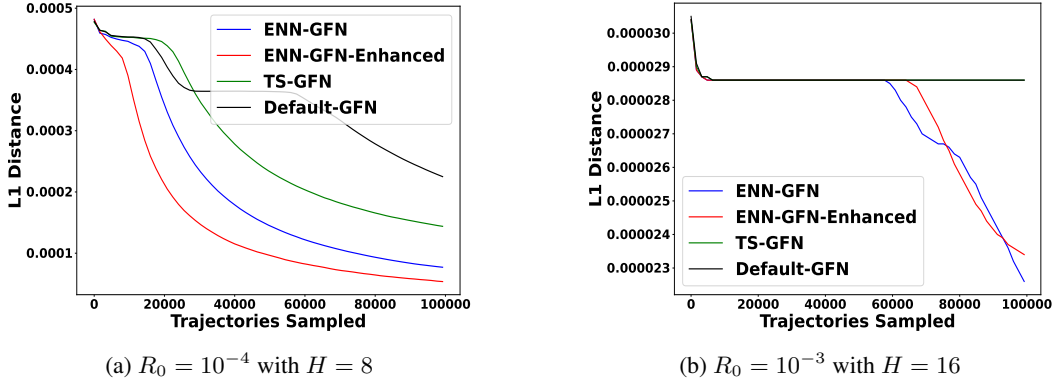 0.0005
0.0004
0.0003
0.0002
0.0001
L1 Distance
ENN-GFN
ENN-GFN-Enhanced
TS-GFN
Default-GFN
0 20000 40000 60000 80000 100000
Trajectories Sampled
(a) R₀ = 10⁻⁴ with H = 8
0.000030
0.000029
0.000028
0.000027
0.000026
0.000025
0.000024
0.000023
L1 Distance
ENN-GFN
ENN-GFN-Enhanced
TS-GFN
Default-GFN
0 20000 40000 60000 80000 100000
Trajectories Sampled
(b) R₀ = 10⁻³ with H = 16